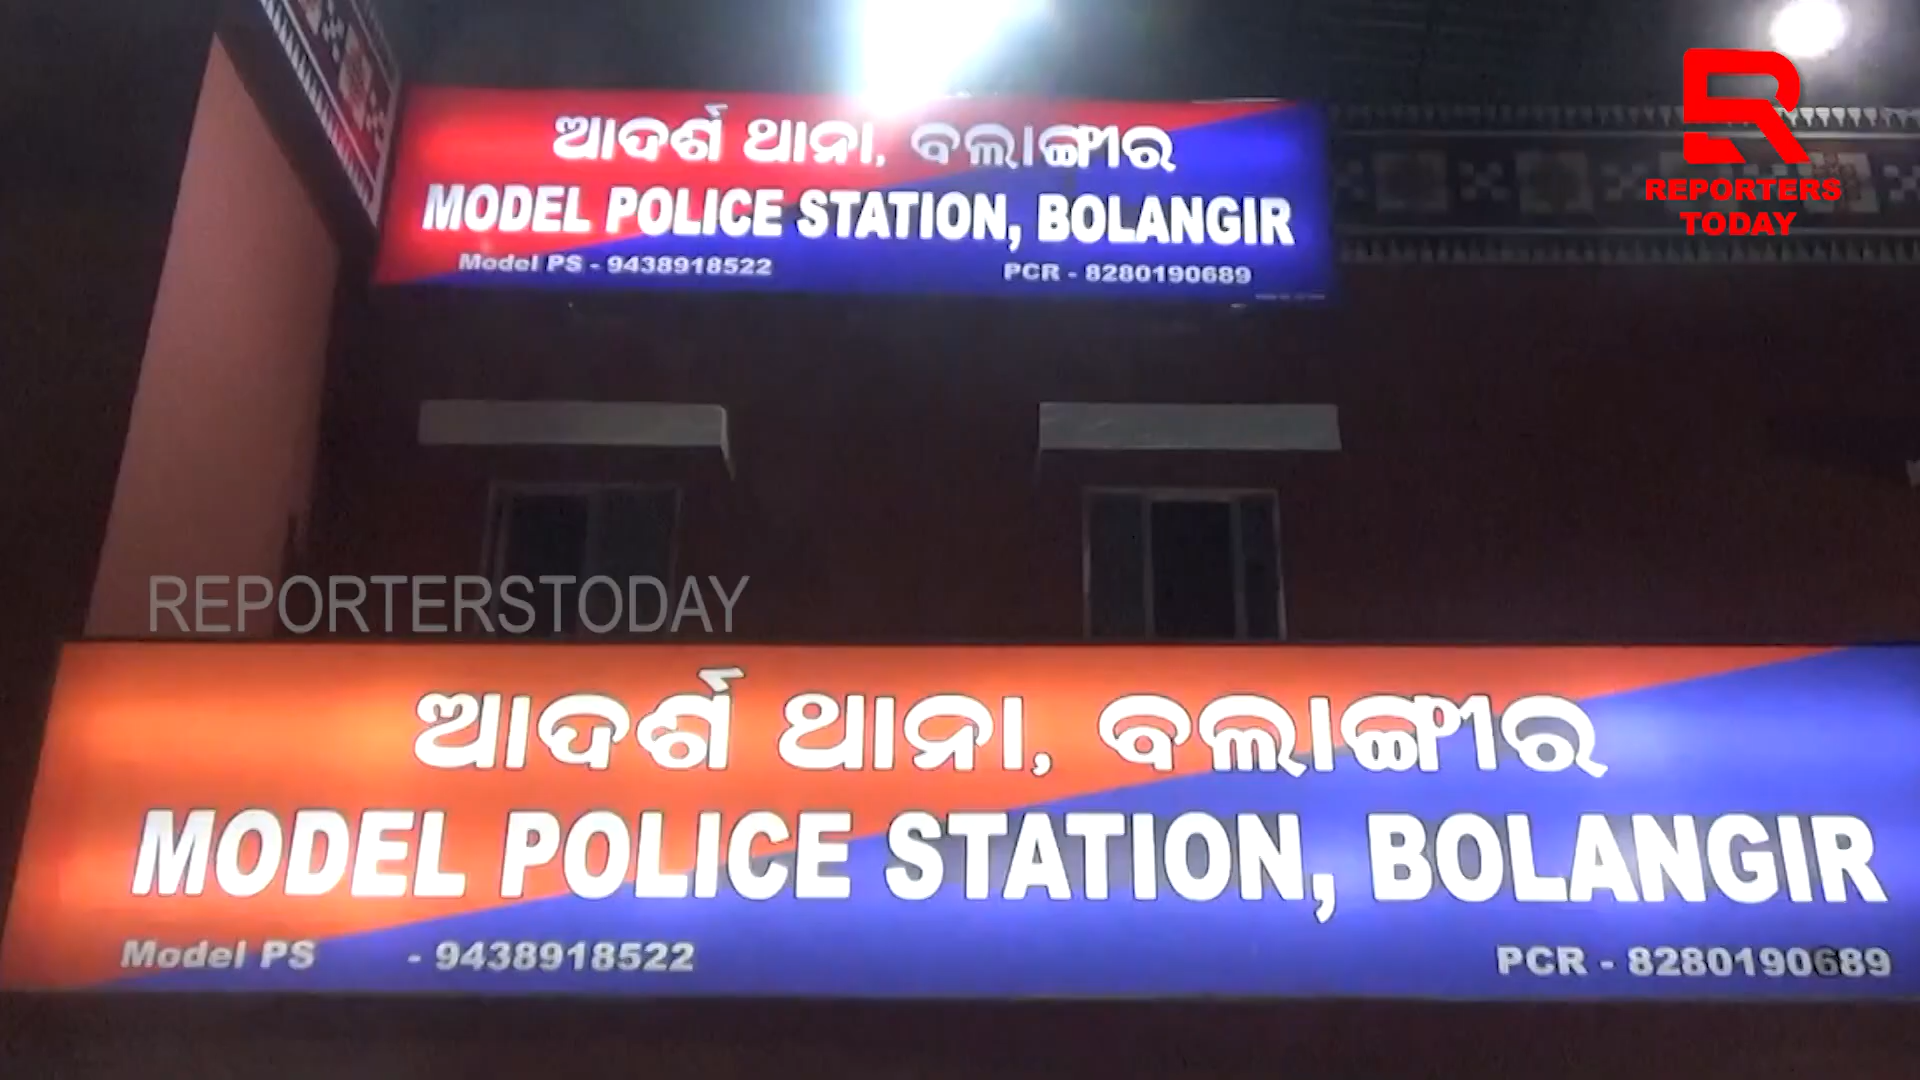 ଆଦର୍ଶ ଥାନା, ବଲାଙ୍ଗୀର
MODEL POLICE STATION, BOLANGIR
Model PS - 9438918522 PCR - 8280190689
REPORTERS
TODAY
REPORTERSTODAY
ଆଦର୍ଶ ଥାନା, ବଲାଙ୍ଗୀର
MODEL POLICE STATION, BOLANGIR
Model PS - 9438918522 PCR - 8280190689